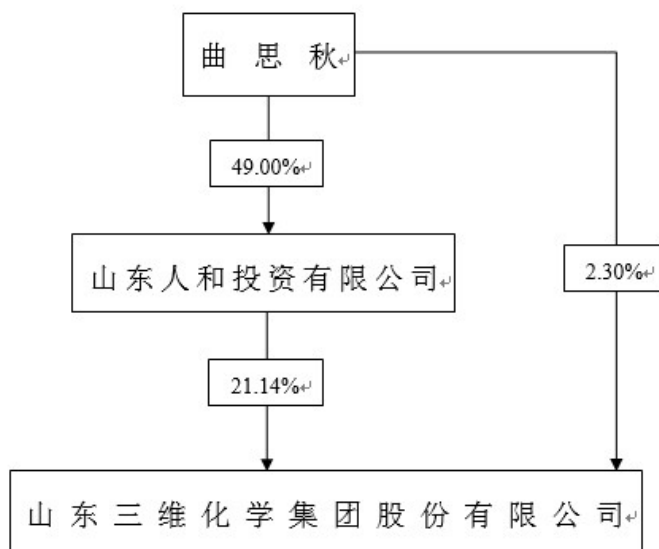 曲 思 秋
49.00%
山东人和投资有限公司
2.30%
21.14%
山东三维化学集团股份有限公司